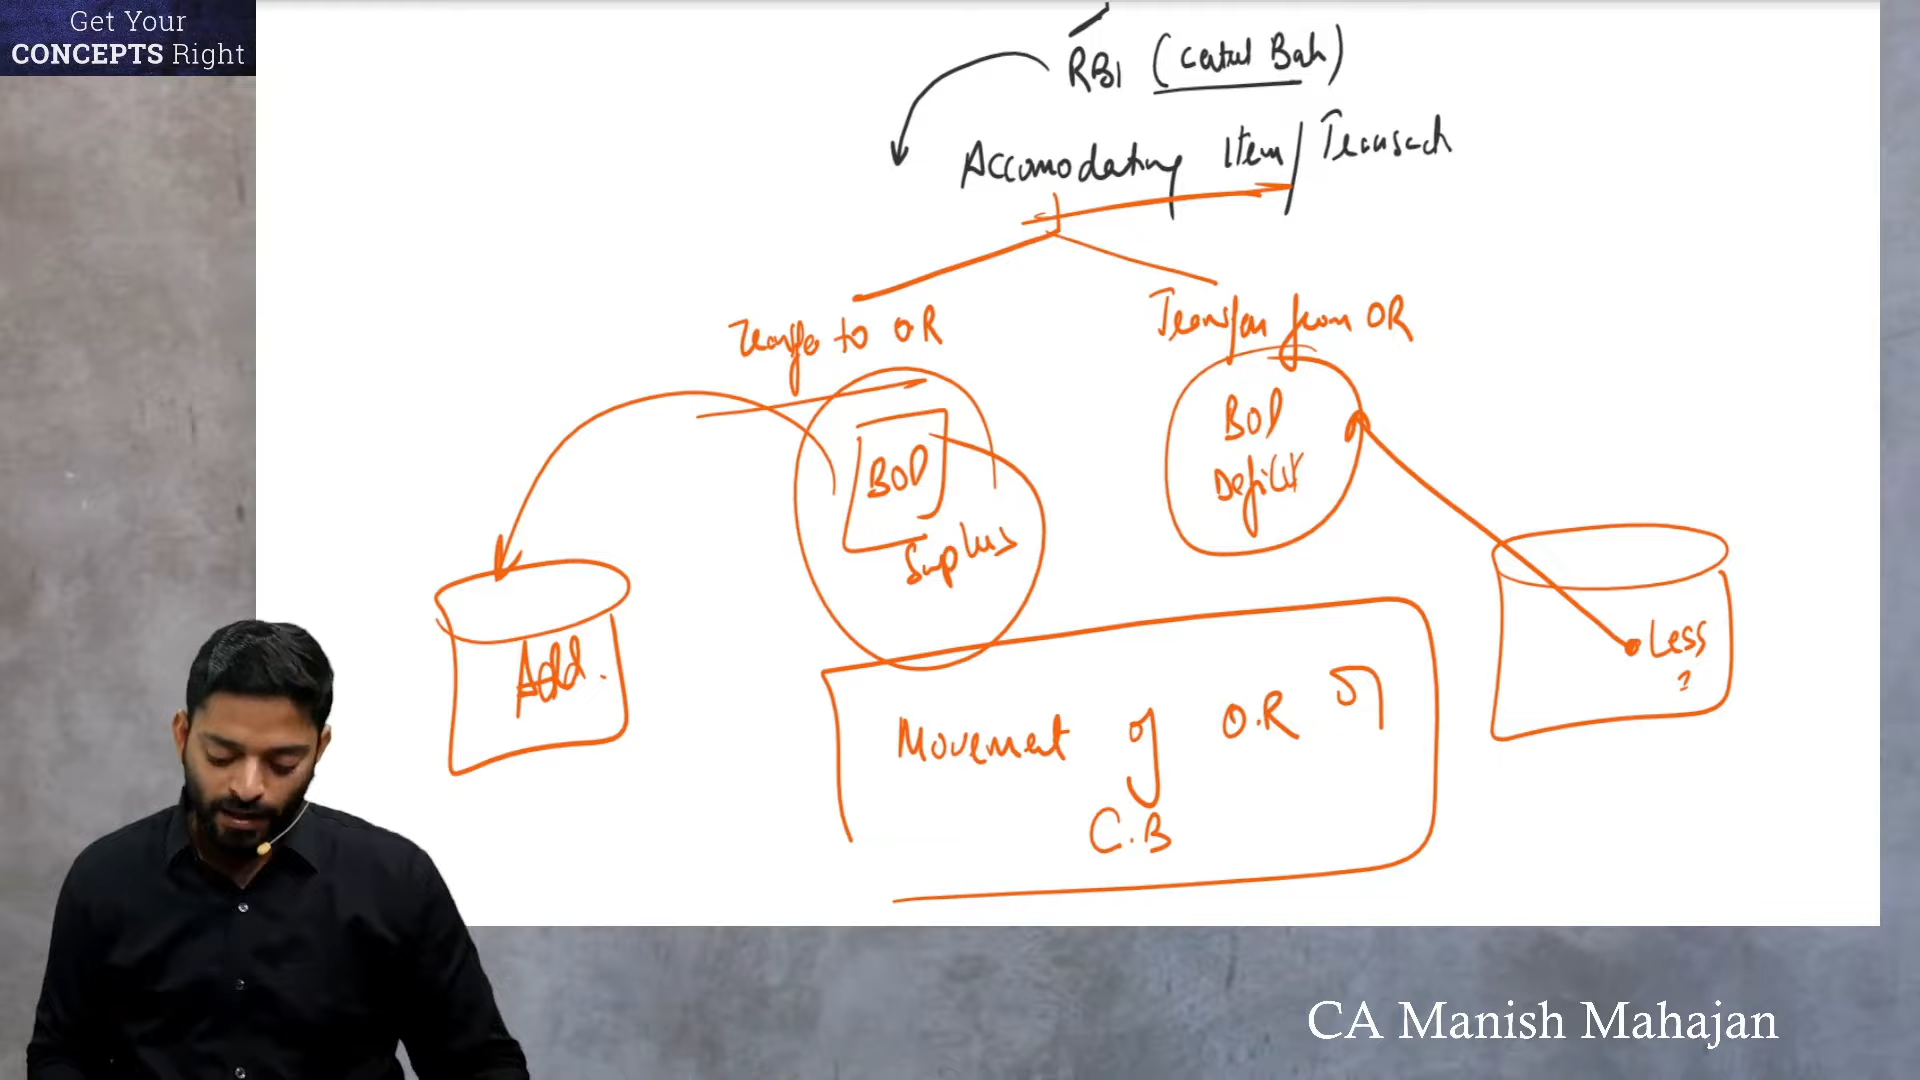 Get Your
CONCEPTS Right
RBI (Central Bank)
Accomodating Item/Transach
Transfer to OR
Transfer from OR
BOP
Surplus
BOP
Deficit
Add.
Less
?
Movement of O.R of
C.B
CA Manish Mahajan